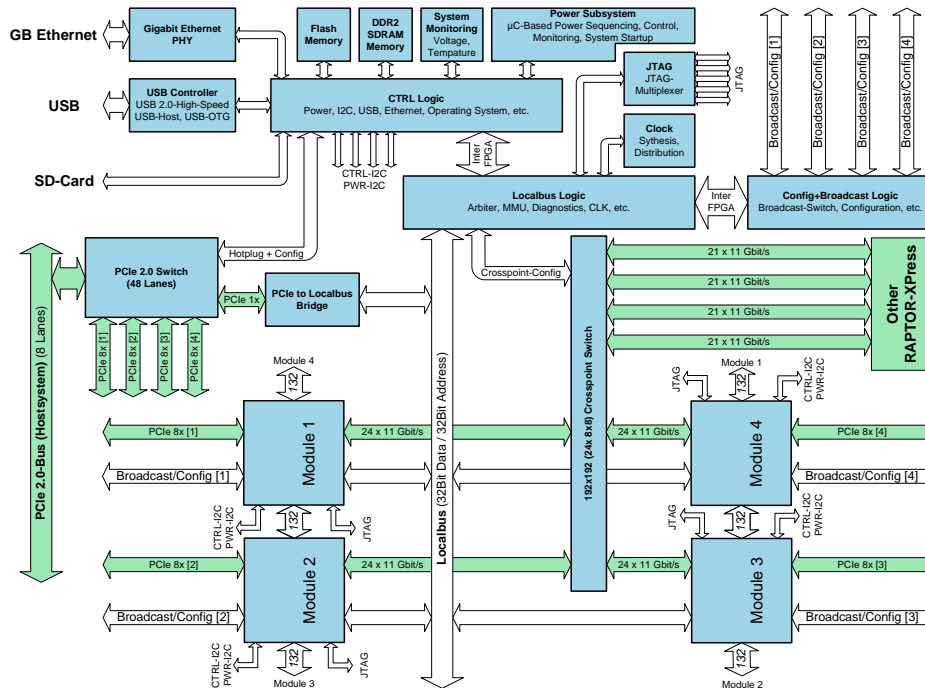 GB Ethernet
Gigabit Ethernet
PHY
Flash
Memory
DDR2
SDRAM
Memory
System
Monitoring
Voltage,
Tempature
Power Subsystem
µC-Based Power Sequencing, Control,
Monitoring, System Startup
Broadcast/Config [1]
Broadcast/Config [2]
Broadcast/Config [3]
Broadcast/Config [4]
JTAG
JTAG-
Multiplexer
JTAG
USB
USB Controller
USB 2.0-High-Speed
USB-Host, USB-OTG
CTRL Logic
Power, I2C, USB, Ethernet, Operating System, etc.
Clock
Sythesis,
Distribution
Inter
FPGA
CTRL-I2C
PWR-I2C
SD-Card
Localbus Logic
Arbiter, MMU, Diagnostics, CLK, etc.
Inter
FPGA
Config+Broadcast Logic
Broadcast-Switch, Configuration, etc.
Hotplug + Config
PCIe 2.0-Bus (Hostsystem) (8 Lanes)
PCIe 2.0 Switch
(48 Lanes)
PCIe 1x
PCIe to Localbus
Bridge
Crosspoint-Config
21 x 11 Gbit/s
21 x 11 Gbit/s
21 x 11 Gbit/s
21 x 11 Gbit/s
Other
RAPTOR-XPress
PCIe 8x [1]
PCIe 8x [2]
PCIe 8x [3]
PCIe 8x [4]
Localbus (32Bit Data / 32Bit Address)
192x192 (24x 8x8) Crosspoint Switch
Module 4
132
Module 1
132
JTAG
CTRL-I2C
PWR-I2C
PCIe 8x [1]
Module 1
24 x 11 Gbit/s
24 x 11 Gbit/s
Module 4
PCIe 8x [4]
Broadcast/Config [1]
Broadcast/Config [4]
CTRL-I2C
PWR-I2C
132
JTAG
JTAG
132
CTRL-I2C
PWR-I2C
PCIe 8x [2]
Module 2
24 x 11 Gbit/s
24 x 11 Gbit/s
Module 3
PCIe 8x [3]
Broadcast/Config [2]
Broadcast/Config [3]
CTRL-I2C
PWR-I2C
132
JTAG
Module 3
132
Module 2